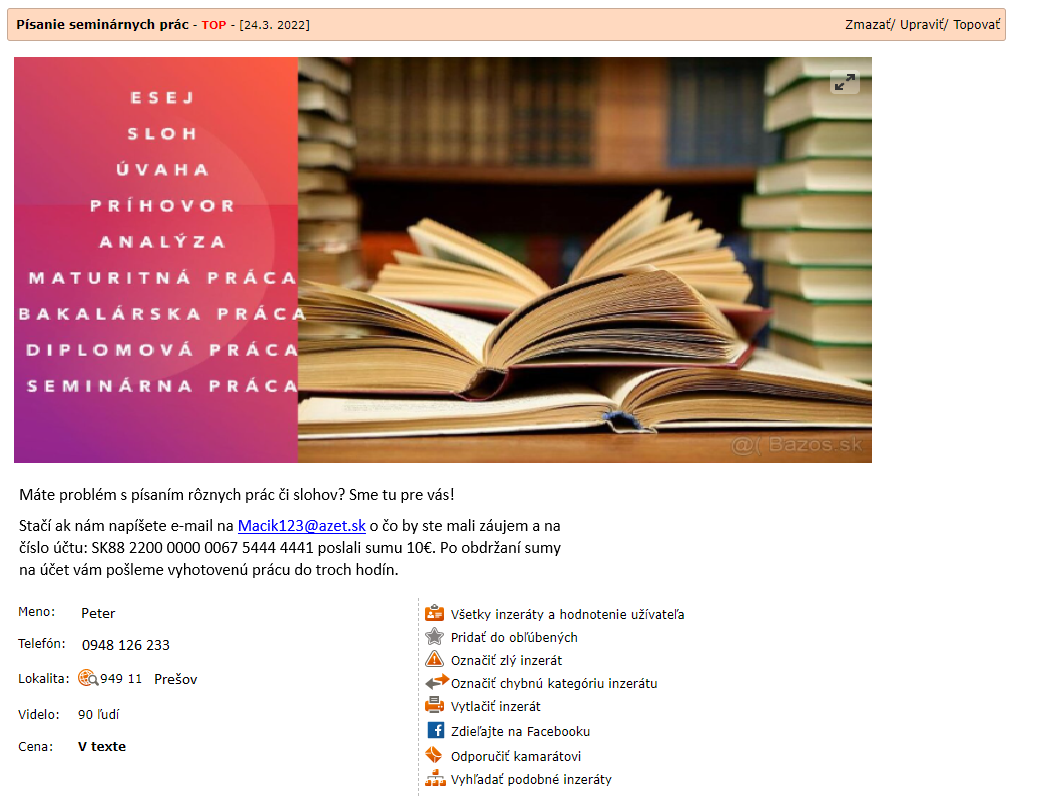 Písanie seminárnych prác - TOP - [24.3. 2022]
Zmazať/ Upraviť/ Topovať
ESEJ
SLOH
ÚVAHA
PRÍHOVOR
ANALÝZA
MATURITNÁ PRÁCA
BAKALÁRSKA PRÁCA
DIPLOMOVÁ PRÁCA
SEMINÁRNA PRÁCA
@( Bazos.sk
Máte problém s písaním rôznych prác či slohov? Sme tu pre vás!
Stačí ak nám napíšete e-mail na Macik123@azet.sk o čo by ste mali záujem a na
číslo účtu: SK88 2200 0000 0067 5444 4441 poslali sumu 10€. Po obdržaní sumy
na účet vám pošleme vyhotovenú prácu do troch hodín.
Meno: Peter
Telefón: 0948 126 233
Lokalita: 949 11 Prešov
Videlo: 90 ľudí
Cena: V texte
Všetky inzeráty a hodnotenie užívateľa
Pridať do obľúbených
Označiť zlý inzerát
Označiť chybnú kategóriu inzerátu
Vytlačiť inzerát
Zdieľajte na Facebooku
Odporučiť kamarátovi
Vyhľadať podobné inzeráty